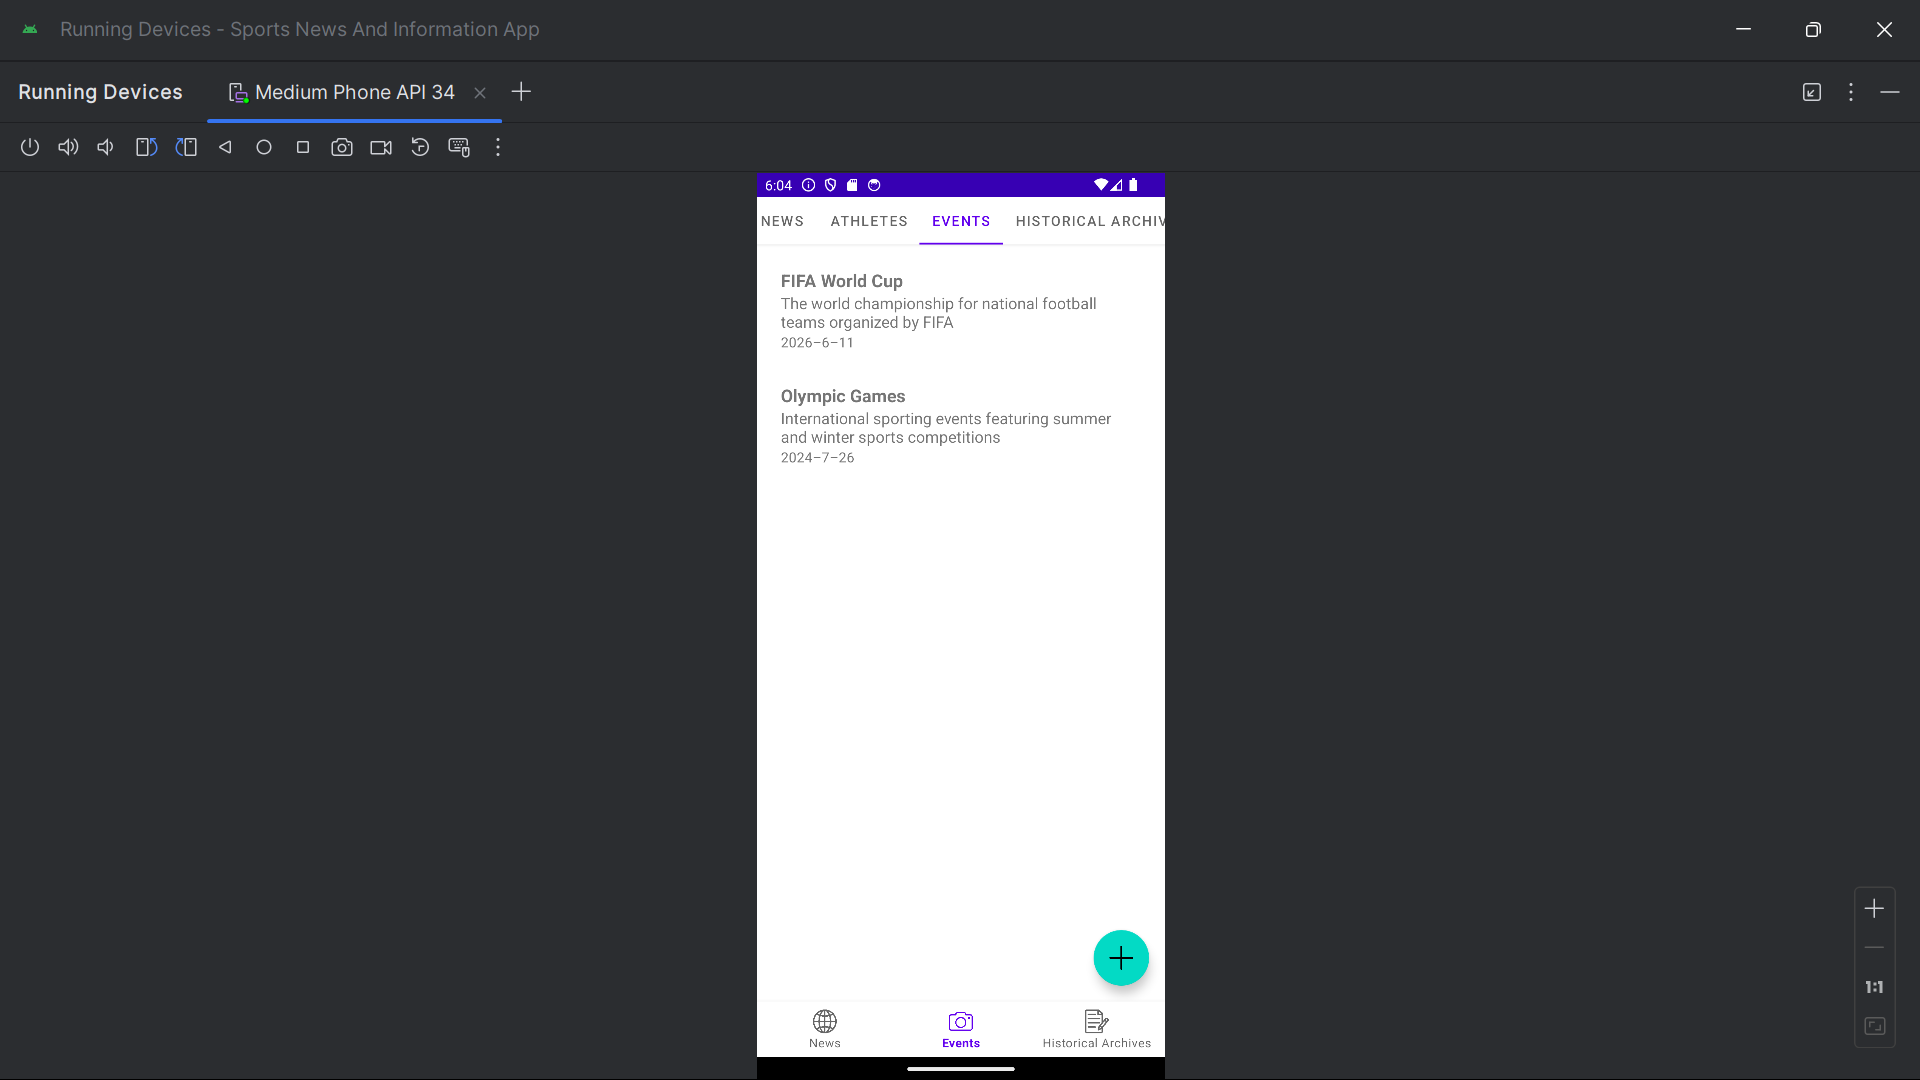 Running Devices - Sports News And Information App
Running Devices
Medium Phone API 34
6:04
NEWS ATHLETES EVENTS HISTORICAL ARCHIV
FIFA World Cup
The world championship for national football
teams organized by FIFA
2026-6-11
Olympic Games
International sporting events featuring summer
and winter sports competitions
2024-7-26
1:1
News Events Historical Archives